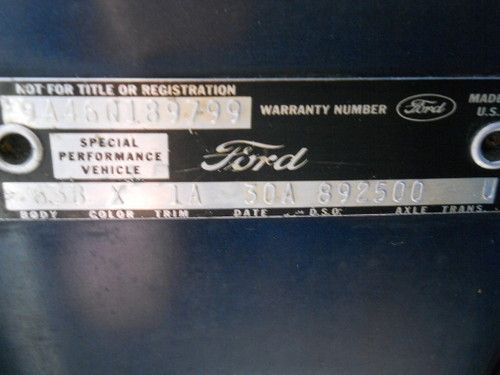 NOT FOR TITLE OR REGISTRATION
9A46N189799
WARRANTY NUMBER
Ford
MADE
U.S.
SPECIAL
PERFORMANCE
VEHICLE
Ford
63B X 1A 30A 892500 U
BODY COLOR TRIM DATE D.S.O. AXLE TRANS.